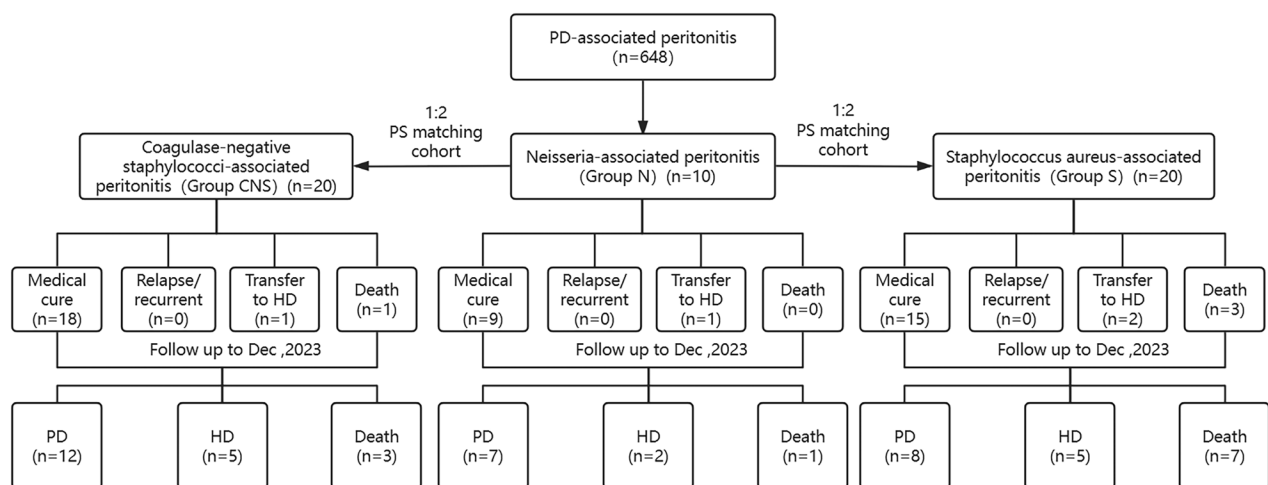 PD-associated peritonitis
(n=648)
1:2
PS matching
cohort
1:2
PS matching
cohort
Coagulase-negative
staphylococci-associated
peritonitis (Group CNS) (n=20)
Neisseria-associated peritonitis
(Group N) (n=10)
Staphylococcus aureus-associated
peritonitis (Group S) (n=20)
Medical
cure
(n=18)
Relapse/
recurrent
(n=0)
Transfer
to HD
(n=1)
Death
(n=1)
Medical
cure
(n=9)
Relapse/
recurrent
(n=0)
Transfer
to HD
(n=1)
Death
(n=0)
Medical
cure
(n=15)
Relapse/
recurrent
(n=0)
Transfer
to HD
(n=2)
Death
(n=3)
Follow up to Dec ,2023
Follow up to Dec ,2023
Follow up to Dec ,2023
PD
(n=12)
HD
(n=5)
Death
(n=3)
PD
(n=7)
HD
(n=2)
Death
(n=1)
PD
(n=8)
HD
(n=5)
Death
(n=7)